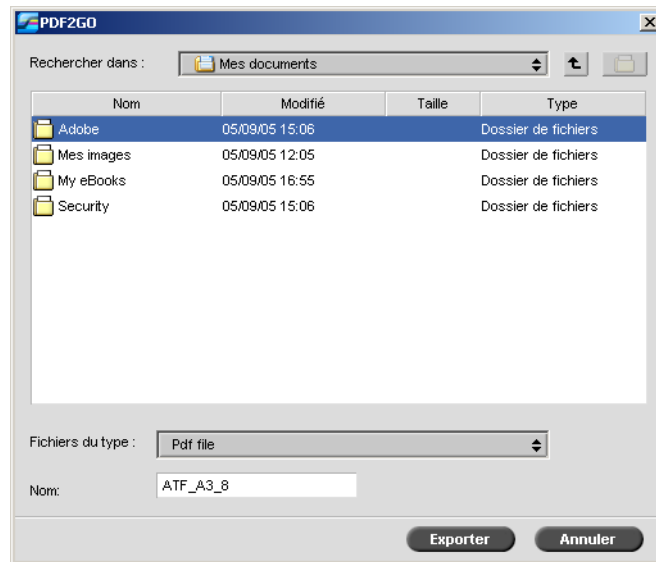 PDF2GO
Rechercher dans : Mes documents
Nom Modifié Taille Type
Adobe 05/09/05 15:06 Dossier de fichiers
Mes images 05/09/05 12:05 Dossier de fichiers
My eBooks 05/09/05 16:55 Dossier de fichiers
Security 05/09/05 15:06 Dossier de fichiers
Fichiers du type : Pdf file
Nom: ATF_A3_8
Exporter Annuler